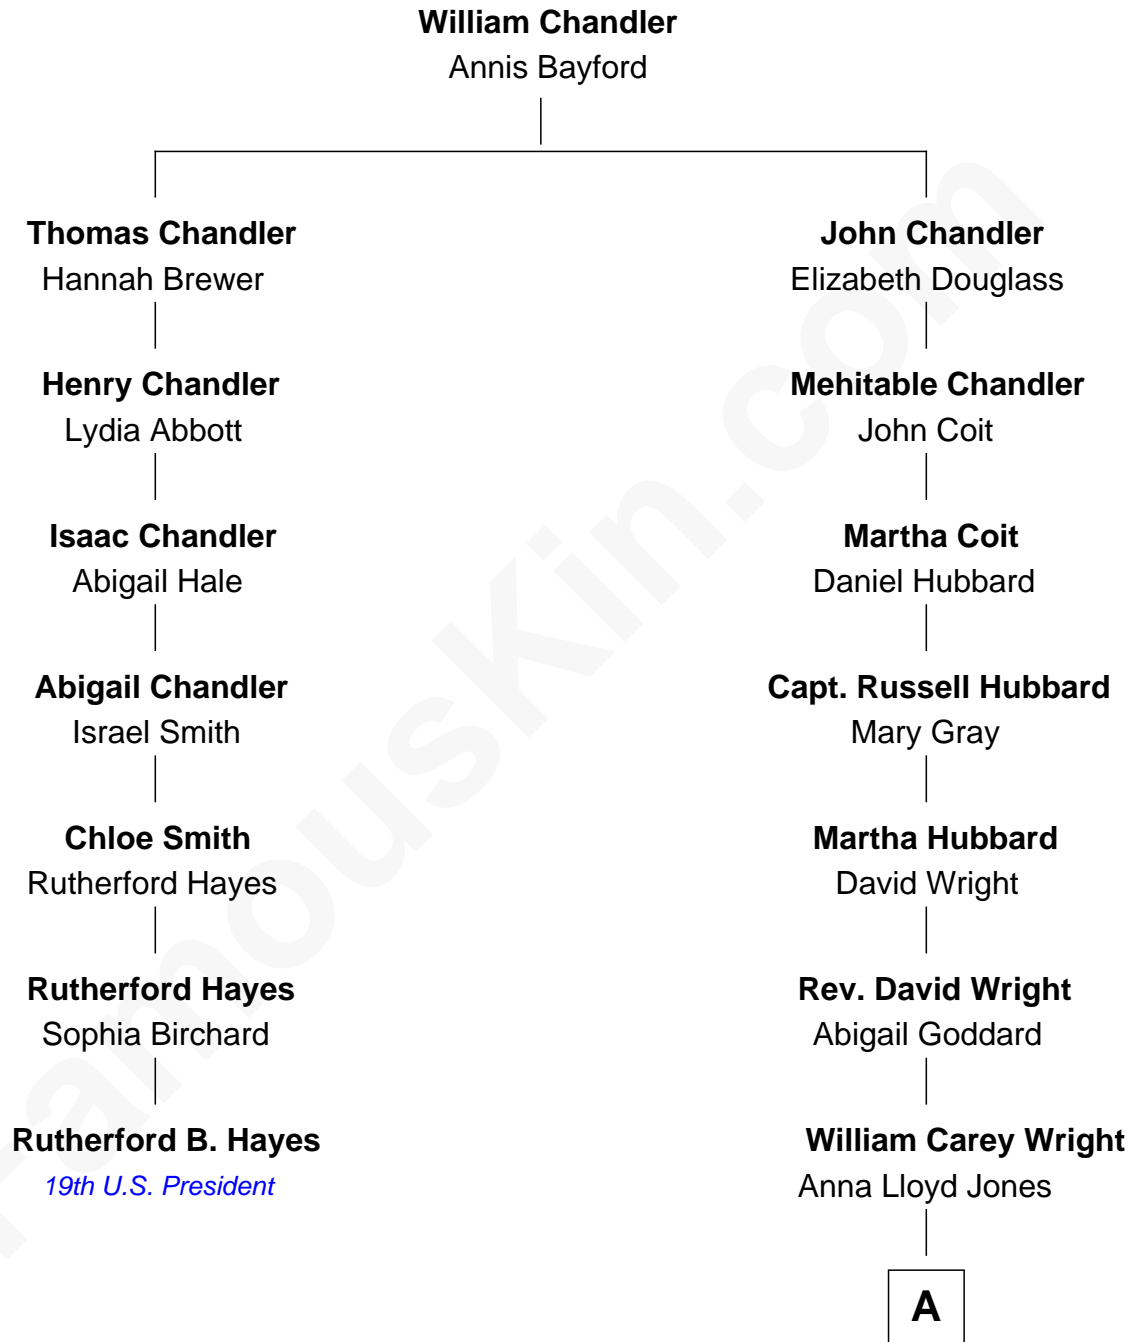 William Chandler
Annis Bayford
Thomas Chandler
Hannah Brewer
Henry Chandler
Lydia Abbott
Isaac Chandler
Abigail Hale
Abigail Chandler
Israel Smith
Chloe Smith
Rutherford Hayes
Rutherford Hayes
Sophia Birchard
Rutherford B. Hayes
19th U.S. President
John Chandler
Elizabeth Douglass
Mehitable Chandler
John Coit
Martha Coit
Daniel Hubbard
Capt. Russell Hubbard
Mary Gray
Martha Hubbard
David Wright
Rev. David Wright
Abigail Goddard
William Carey Wright
Anna Lloyd Jones
A
FamousKin.com